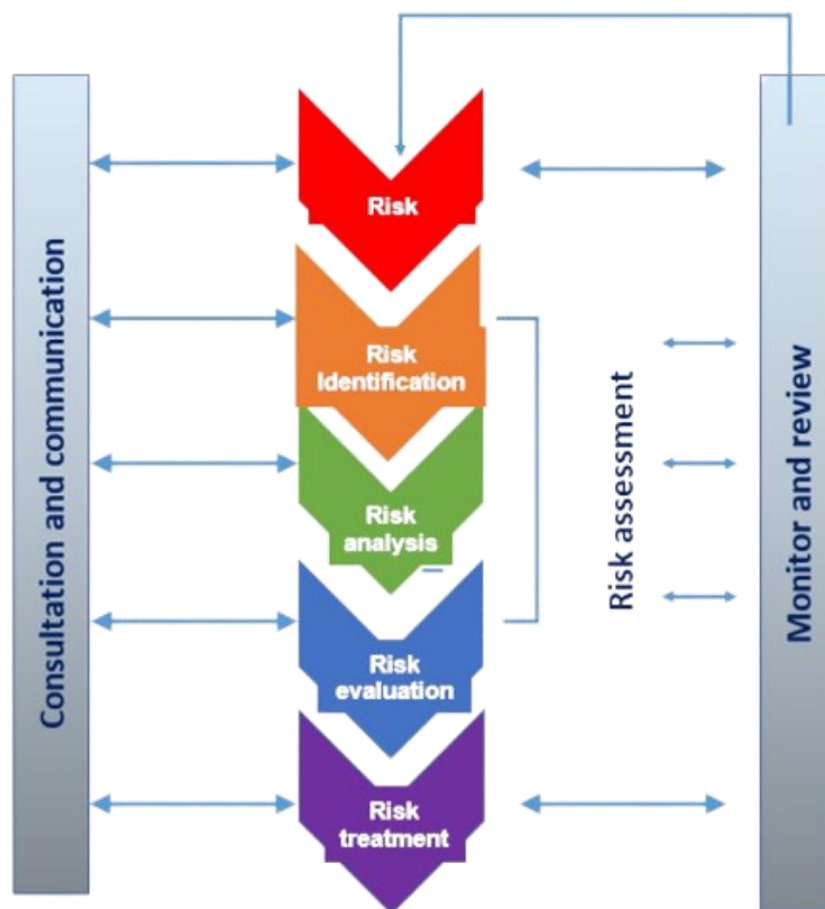 Consultation and communication
Risk
Risk
Identification
Risk
analysis
Risk
evaluation
Risk
treatment
Risk assessment
Monitor and review